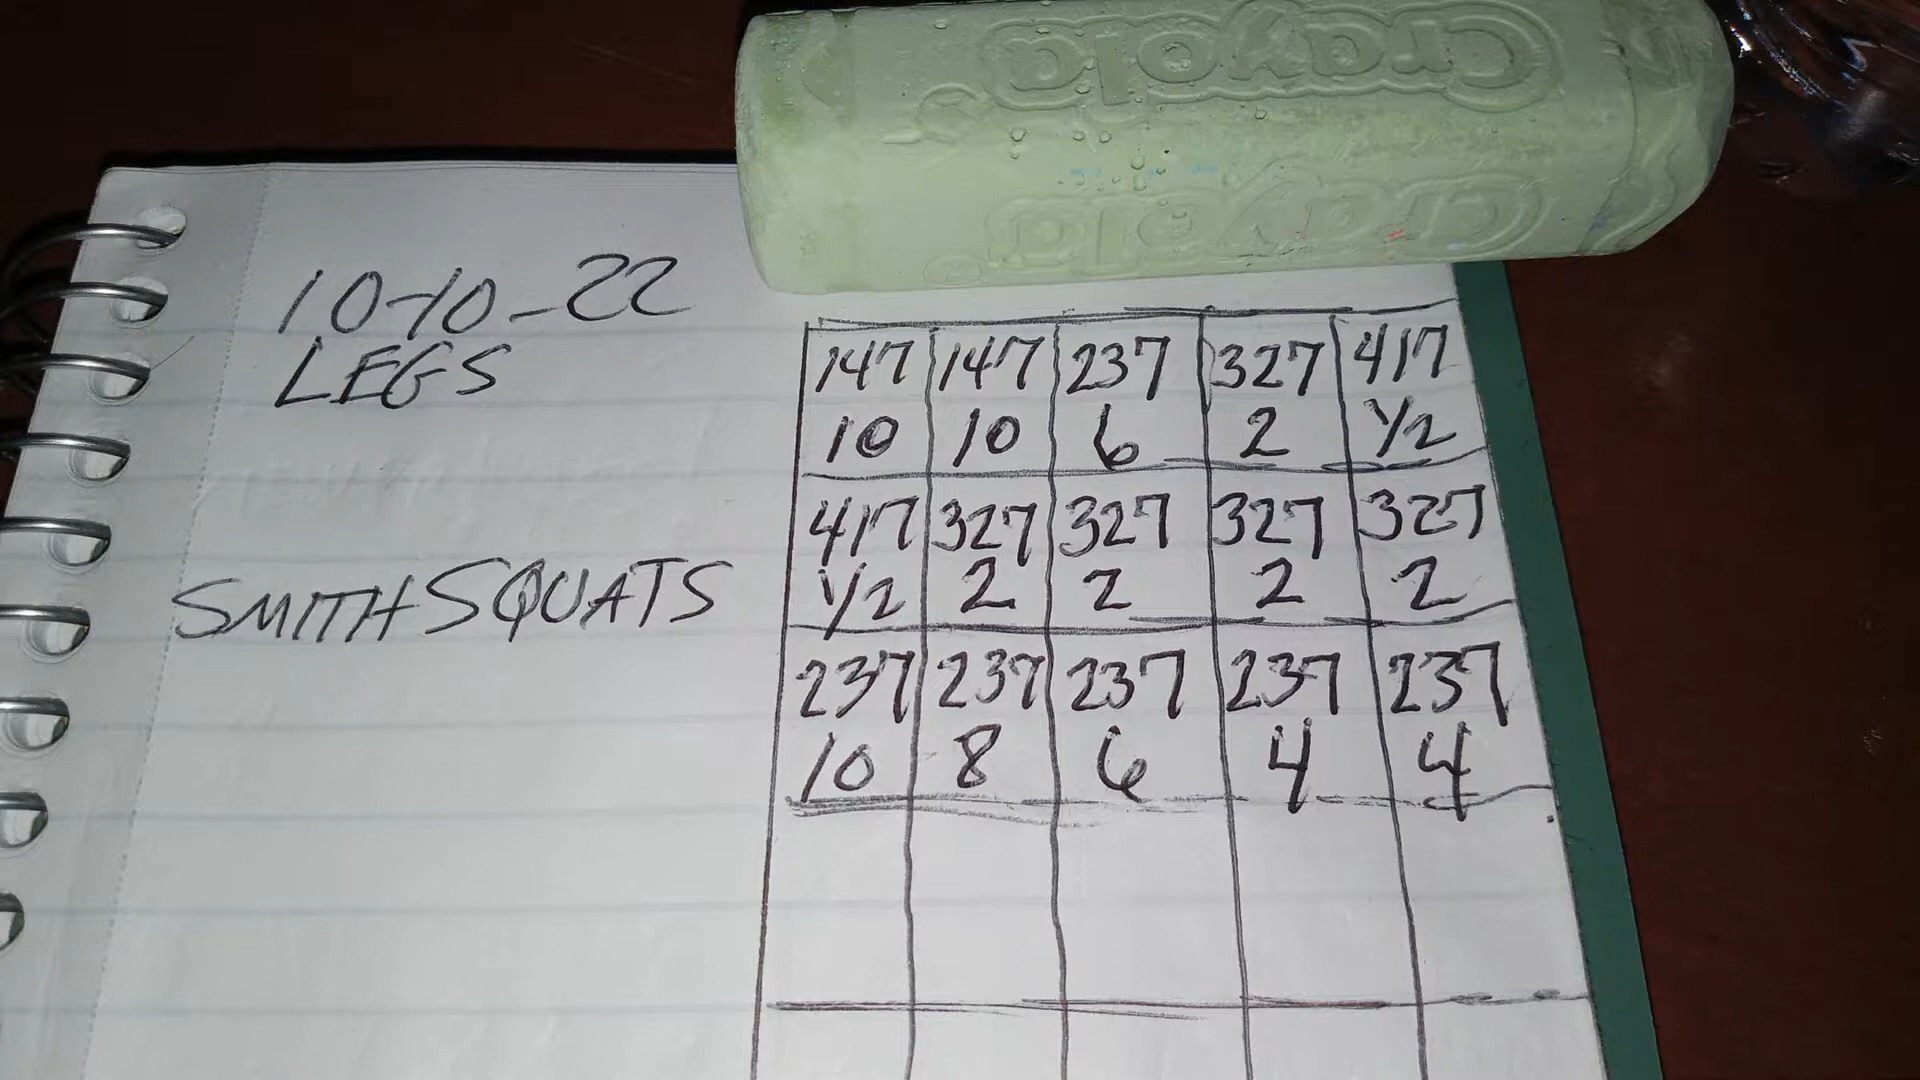 Crayola
Crayola
10-10-22
LEGS
147 147 237 327 417
10 10 6 2 1/2
417 327 327 327 327
1/2 2 2 2 2
SMITH SQUATS
237 237 237 237 237
10 8 6 4 4